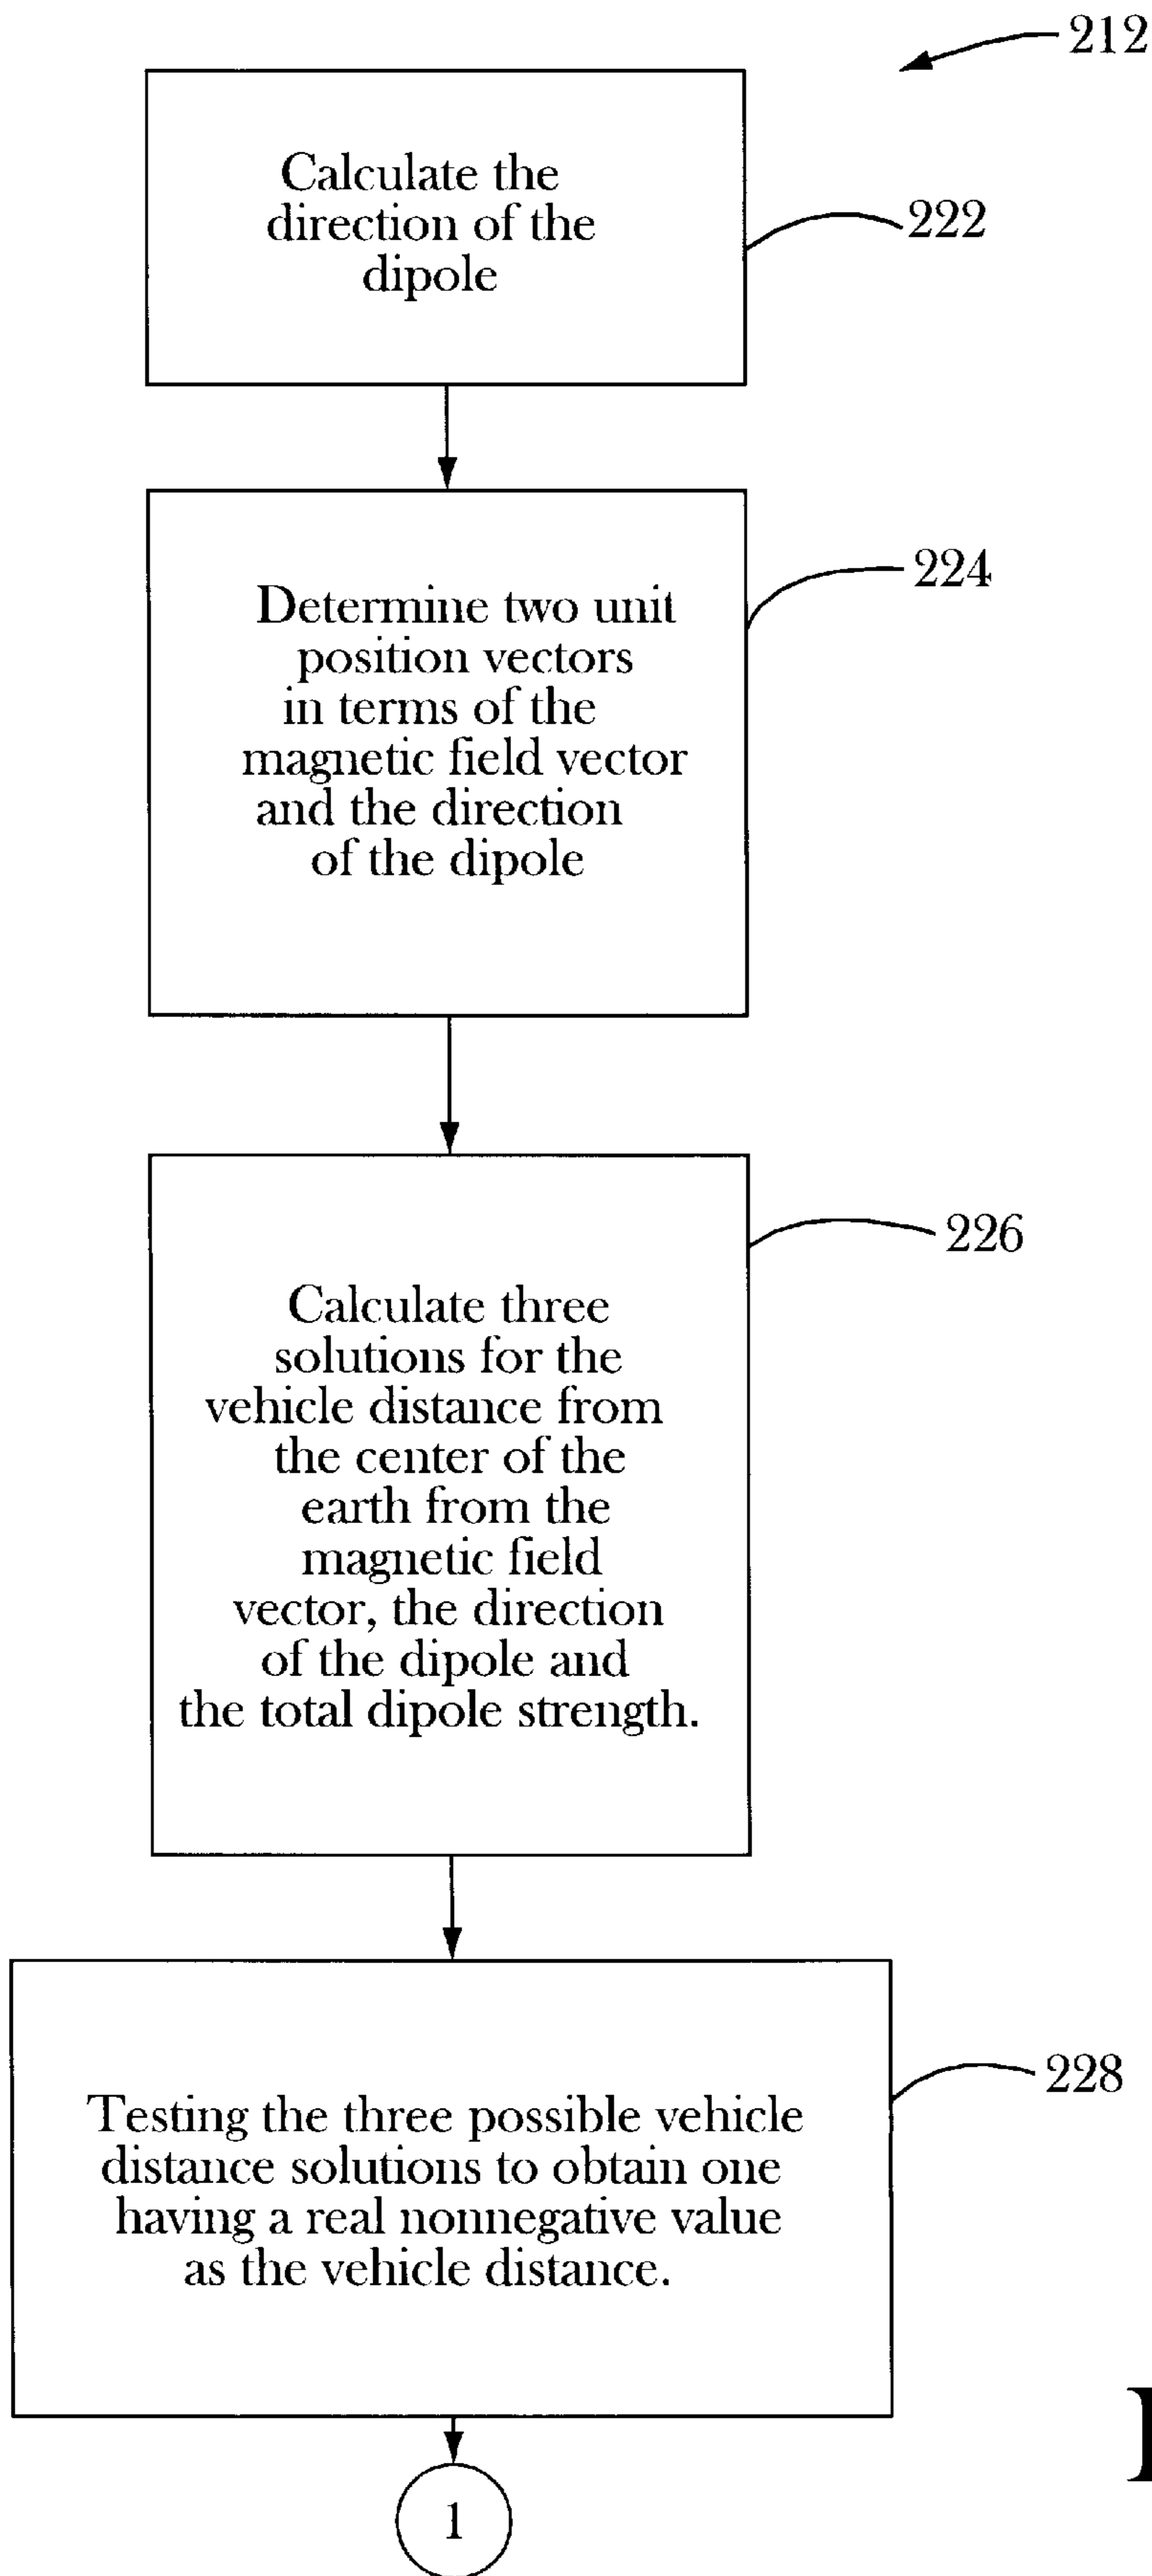 212
Calculate the
direction of the
dipole
222
Determine two unit
position vectors
in terms of the
magnetic field vector
and the direction
of the dipole
224
Calculate three
solutions for the
vehicle distance from
the center of the
earth from the
magnetic field
vector, the direction
of the dipole and
the total dipole strength.
226
Testing the three possible vehicle
distance solutions to obtain one
having a real nonnegative value
as the vehicle distance.
228
1